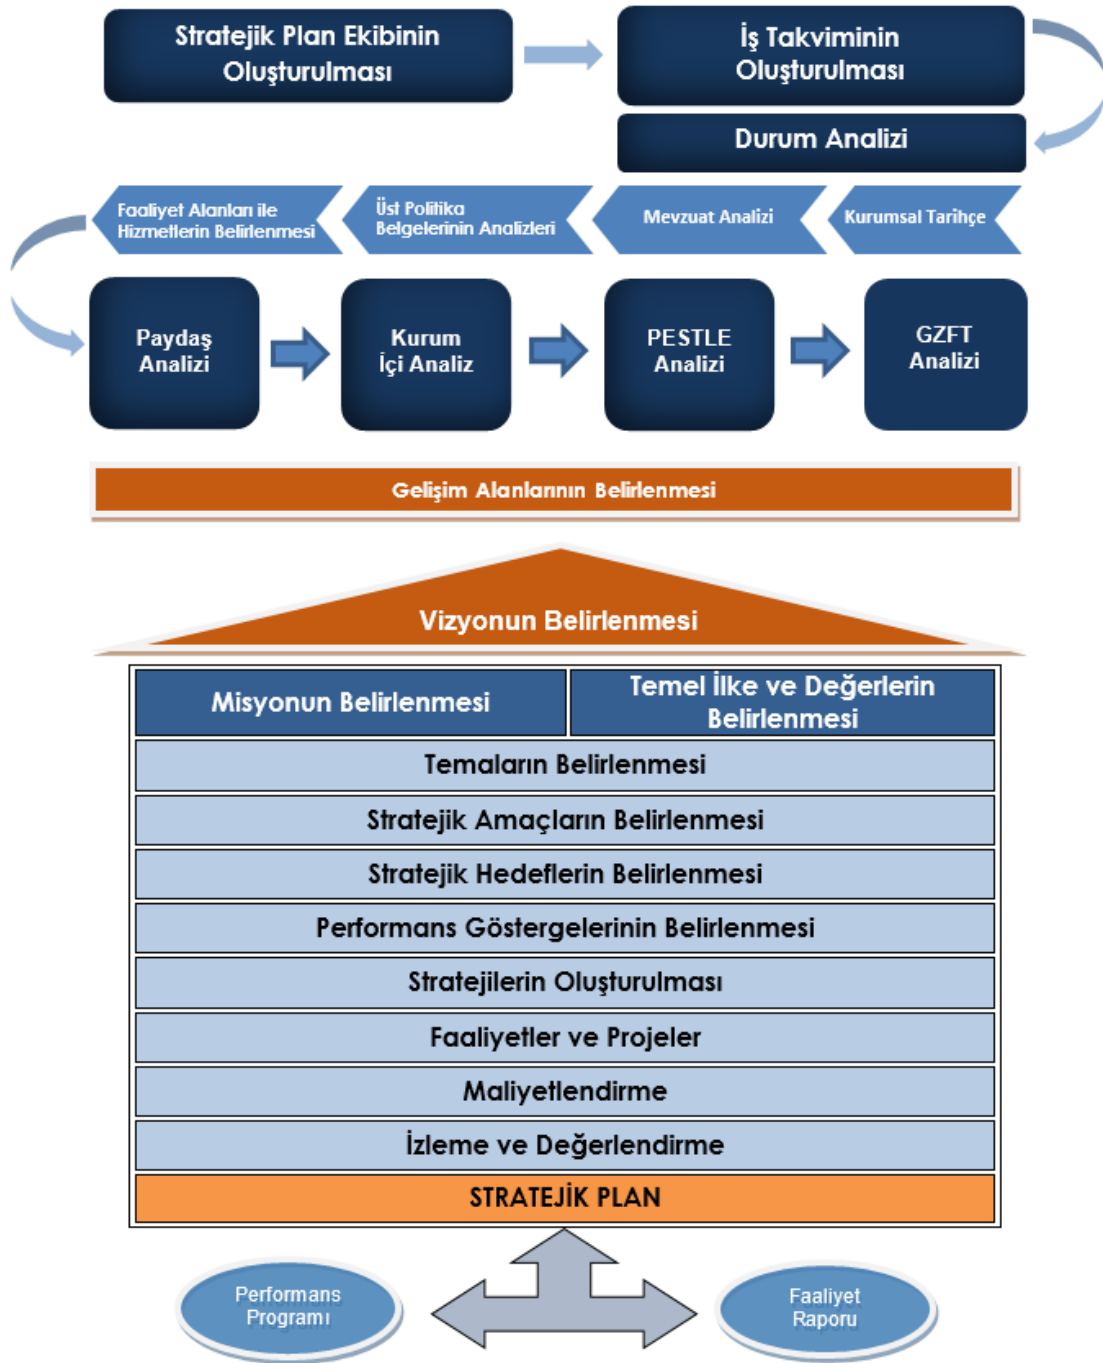 Stratejik Plan Ekibinin
Oluşturulması
İş Takviminin
Oluşturulması
Durum Analizi
Faaliyet Alanları ile
Hizmetlerin Belirlenmesi
Üst Politika
Belgelerinin Analizleri
Mevzuat Analizi
Kurumsal Tarihçe
Paydaş
Analizi
Kurum
İçi Analiz
PESTLE
Analizi
GZFT
Analizi
Gelişim Alanlarının Belirlenmesi
Vizyonun Belirlenmesi
Misyonun Belirlenmesi
Temel İlke ve Değerlerin
Belirlenmesi
Temaların Belirlenmesi
Stratejik Amaçların Belirlenmesi
Stratejik Hedeflerin Belirlenmesi
Performans Göstergelerinin Belirlenmesi
Stratejilerin Oluşturulması
Faaliyetler ve Projeler
Maliyetlendirme
İzleme ve Değerlendirme
STRATEJİK PLAN
Performans
Programı
Faaliyet
Raporu